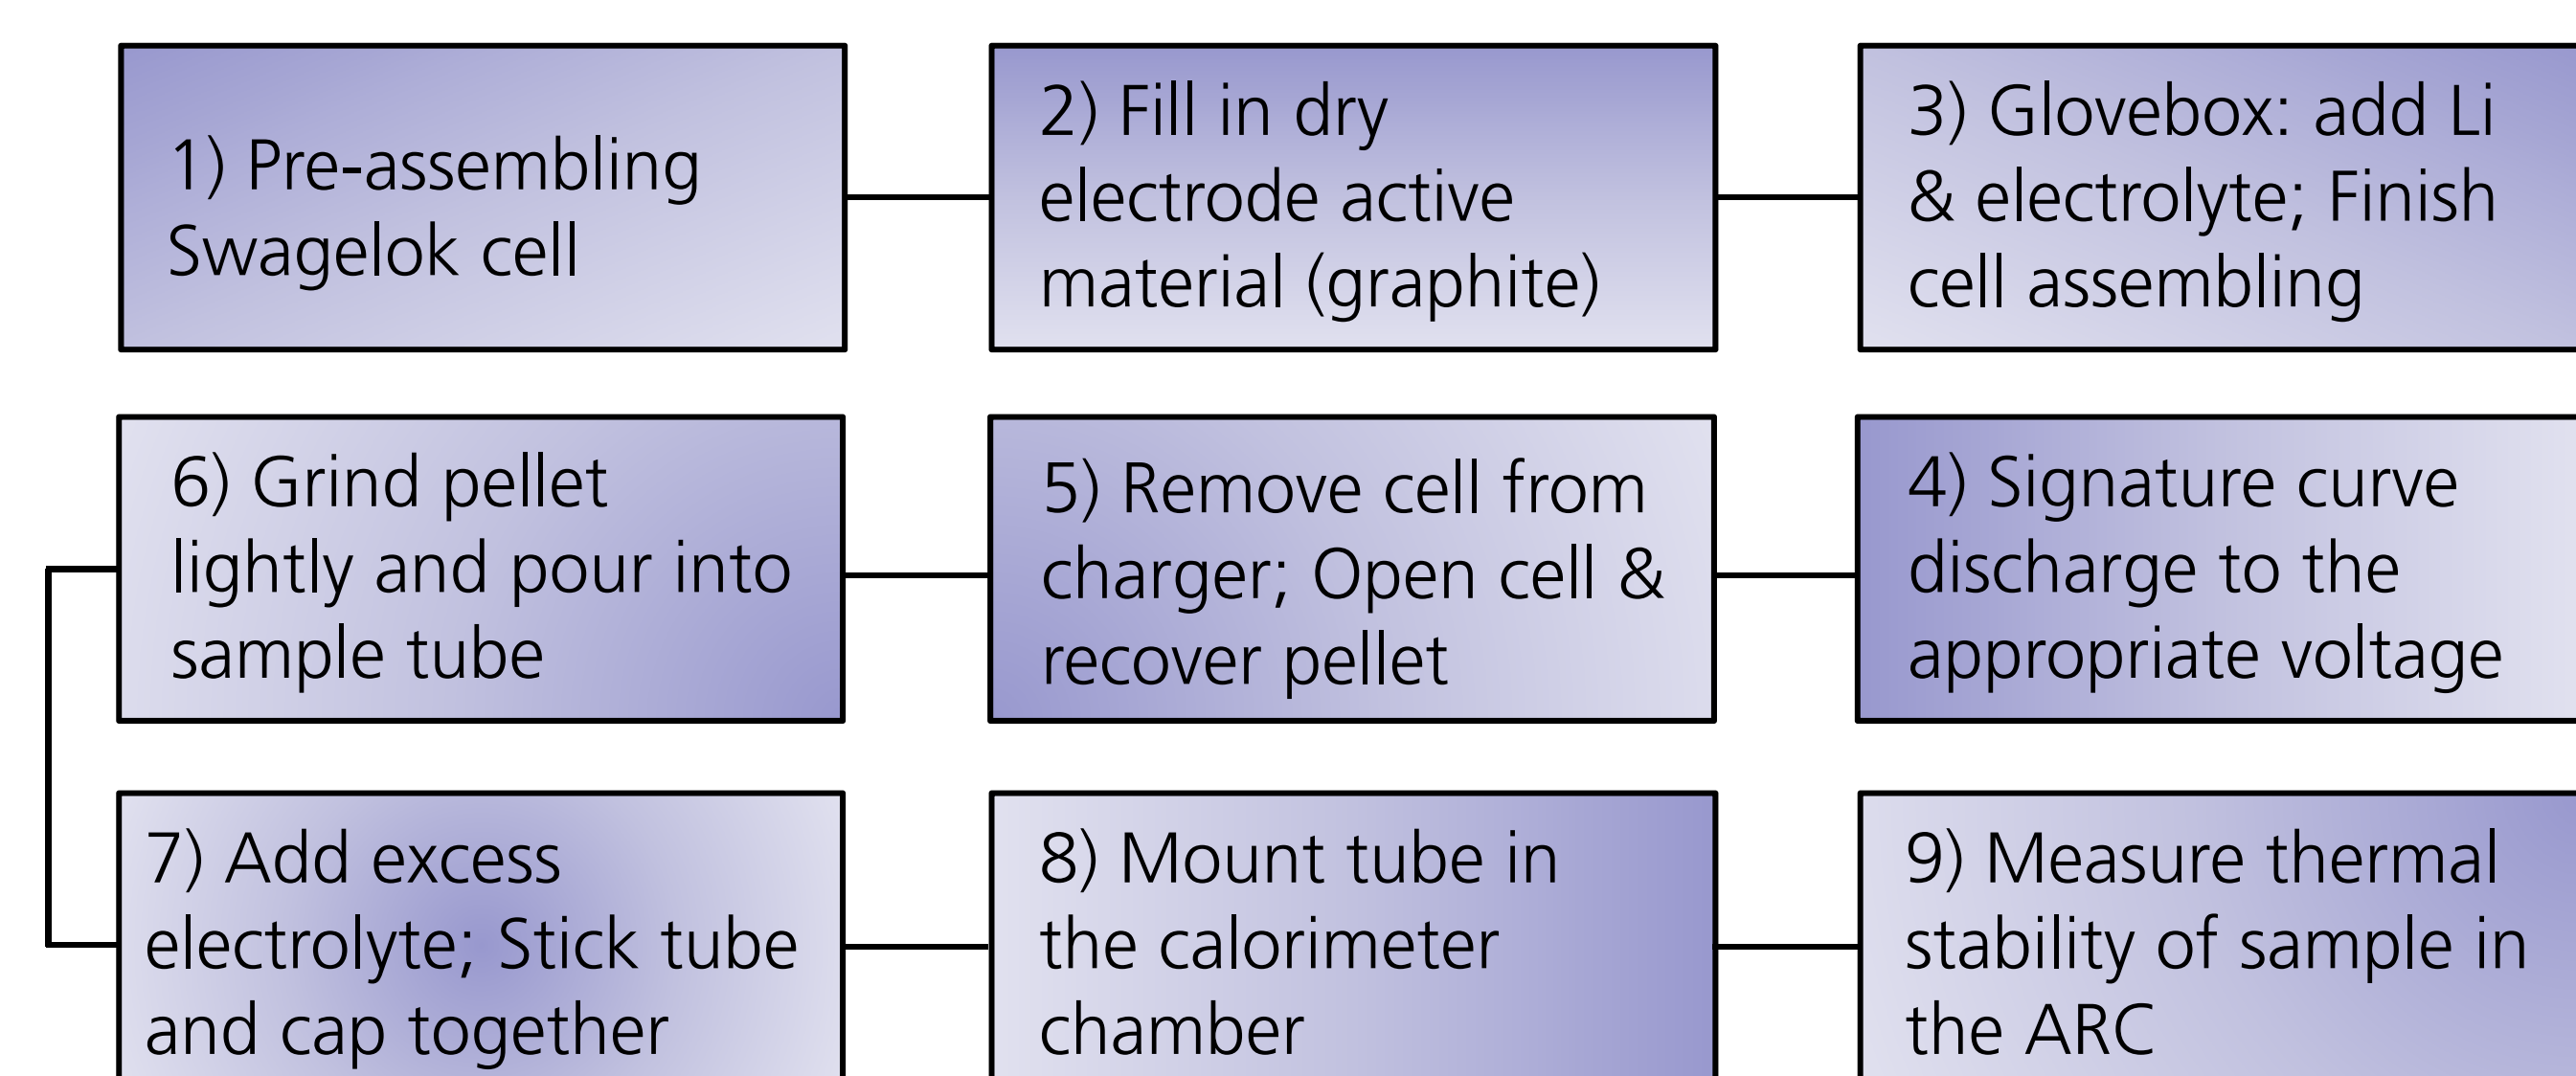 1) Pre-assembling
Swagelok cell
2) Fill in dry
electrode active
material (graphite)
3) Glovebox: add Li
& electrolyte; Finish
cell assembling
6) Grind pellet
lightly and pour into
sample tube
5) Remove cell from
charger; Open cell &
recover pellet
4) Signature curve
discharge to the
appropriate voltage
7) Add excess
electrolyte; Stick tube
and cap together
8) Mount tube in
the calorimeter
chamber
9) Measure thermal
stability of sample in
the ARC